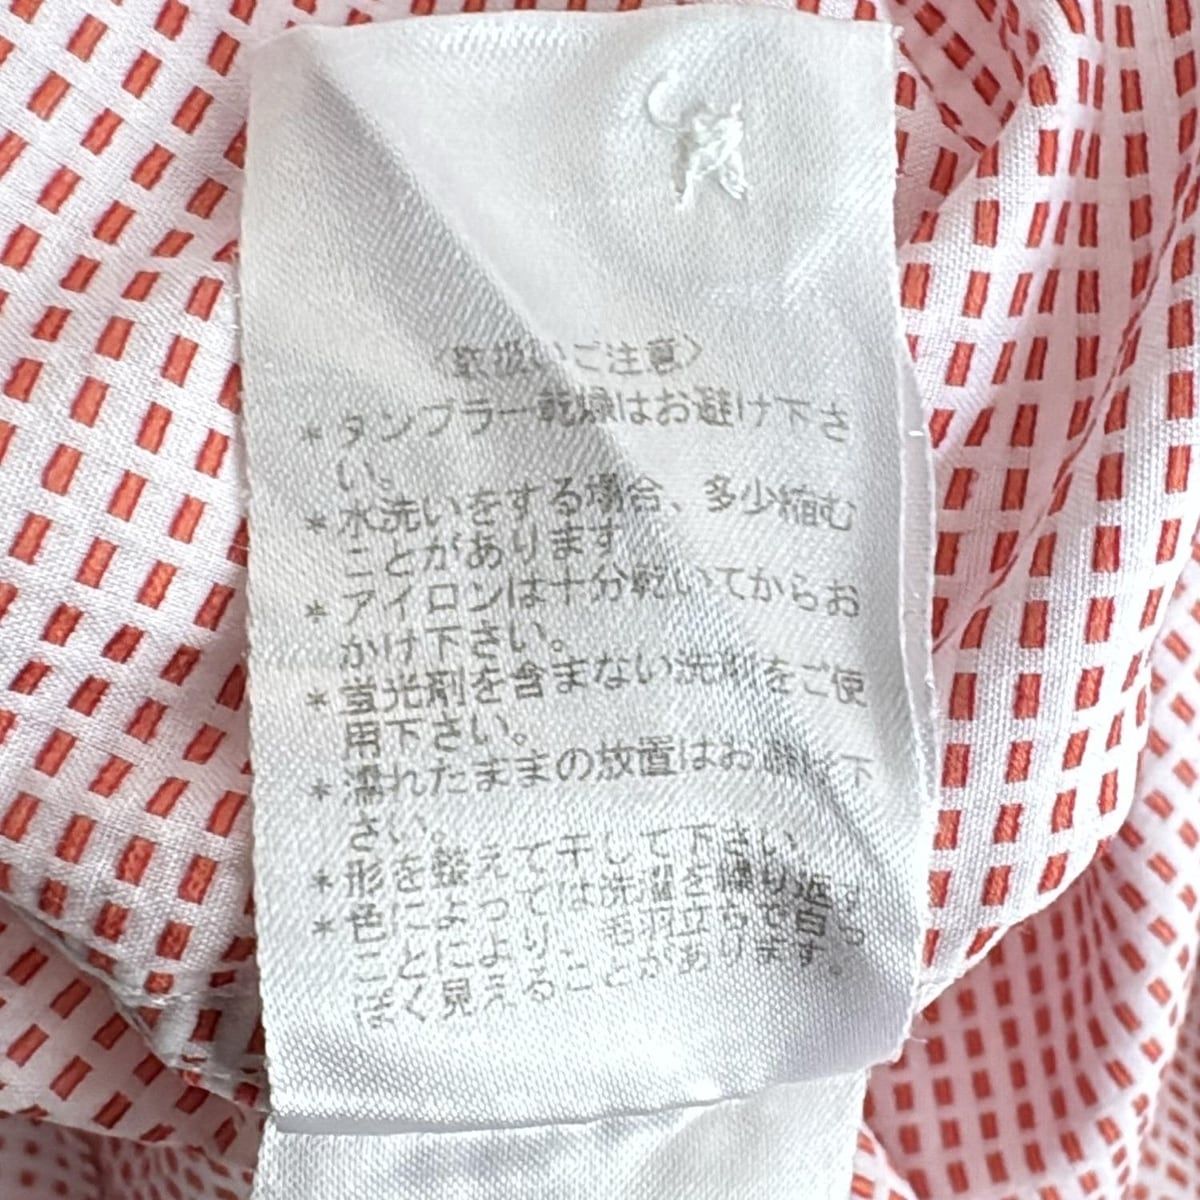 〈取扱いご注意〉
*タンブラー乾燥はお避け下さ
い。
*水洗いをする場合、多少縮む
ことがあります
*アイロンは十分乾いてからお
かけ下さい。
*蛍光剤を含まない洗剤をご使
用下さい。
*濡れたままの放置はお避け下
さい。
*形を整えて干して下さい。
*色によっては洗濯を繰り返す
ことにより、毛羽立ちで白っ
ぽく見えることがあります。